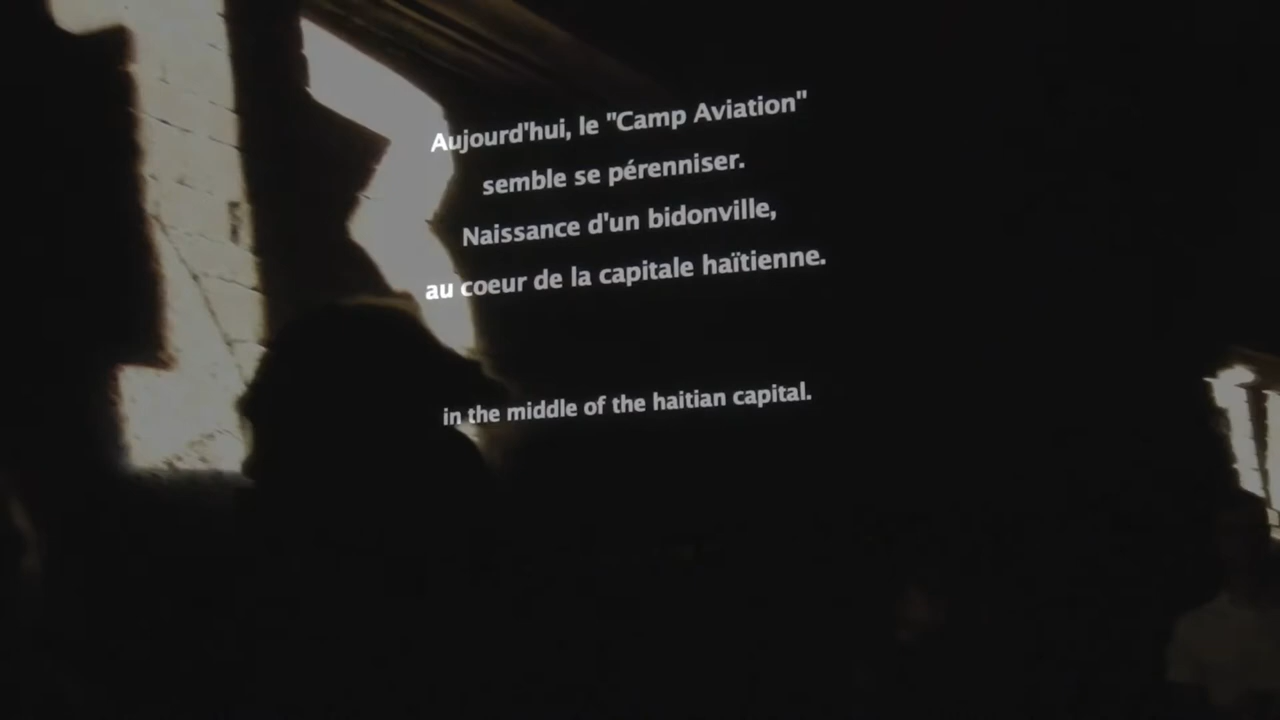 Aujourd'hui, le "Camp Aviation"
semble se pérenniser.
Naissance d'un bidonville,
au coeur de la capitale haïtienne.
in the middle of the haitian capital.